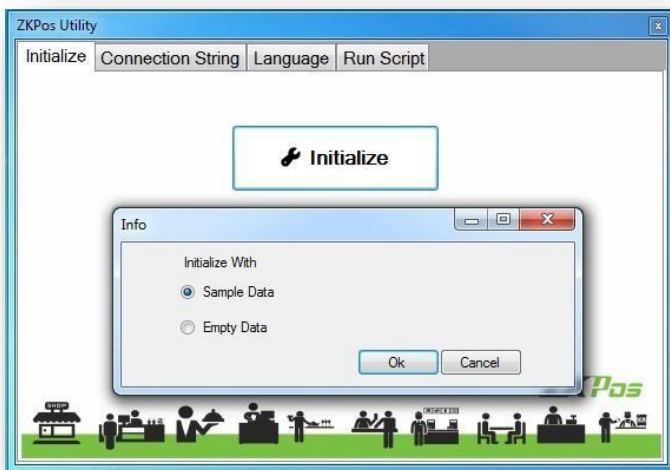 ZKPos Utility
Initialize Connection String Language Run Script
Initialize
Info
Initialize With
Sample Data
Empty Data
Ok Cancel
ZKPos
SHOP